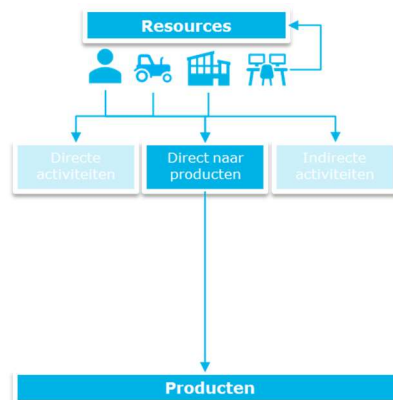 Resources
Directe
activiteiten
Direct naar
producten
Indirecte
activiteiten
Producten